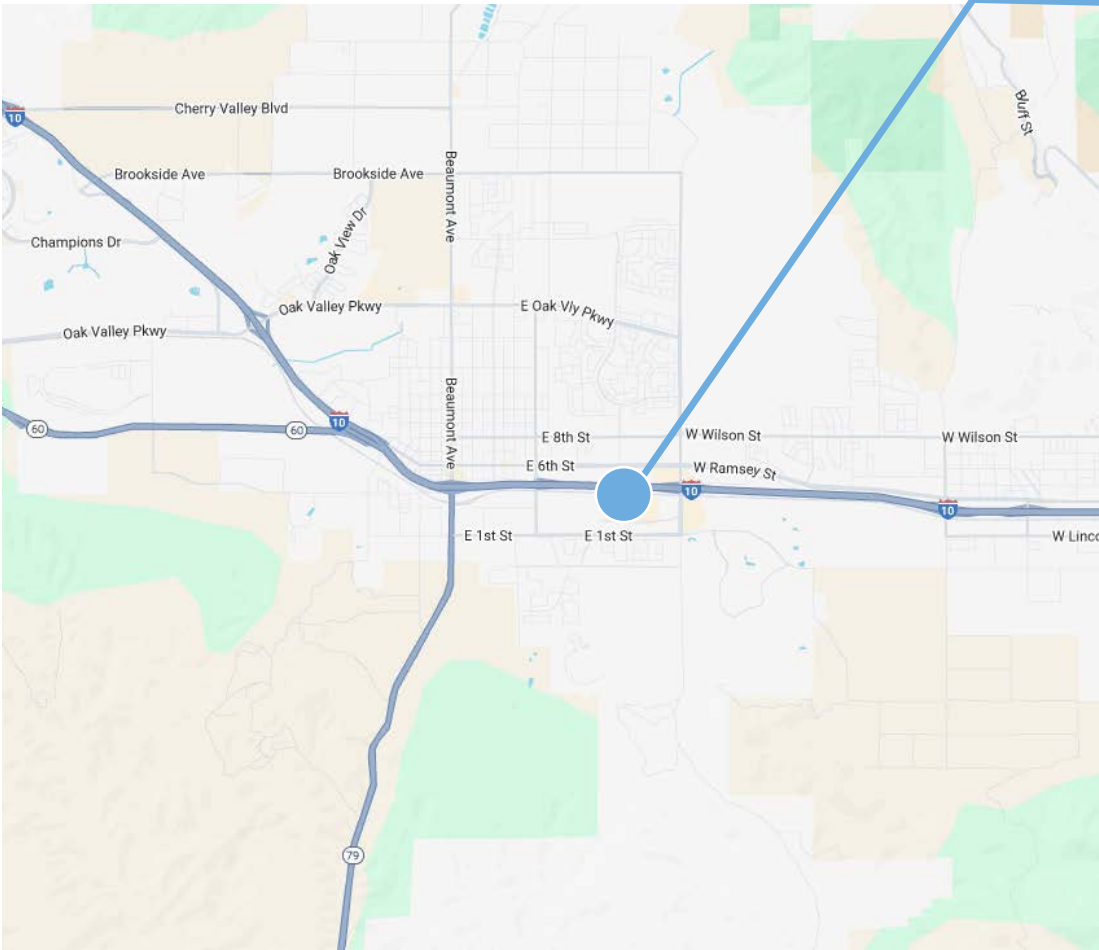 Cherry Valley Blvd
10
Bluff St
Brookside Ave
Brookside Ave
Beaumont Ave
Champions Dr
Oak View Dr
Oak Valley Pkwy
E Oak Vly Pkwy
Oak Valley Pkwy
Beaumont Ave
10
60
60
E 8th St
W Wilson St
W Wilson St
E 6th St
W Ramsey St
10
10
E 1st St
E 1st St
W Linco
79